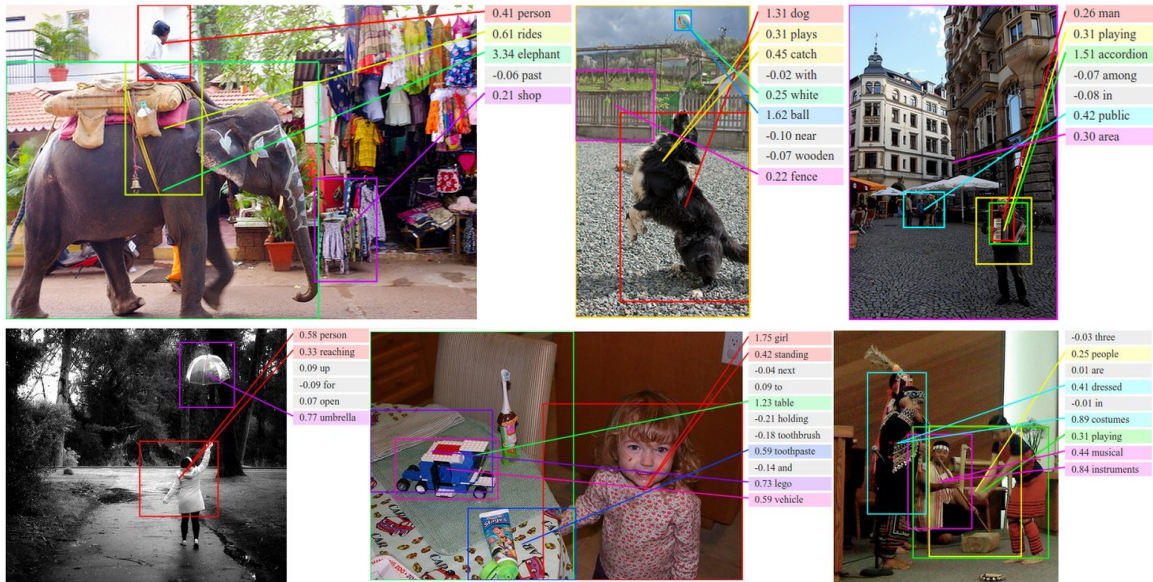 0.41 person
0.61 rides
3.34 elephant
-0.06 past
0.21 shop
1.31 dog
0.31 plays
0.45 catch
-0.02 with
0.25 white
1.62 ball
-0.10 near
-0.07 wooden
0.22 fence
0.26 man
0.31 playing
1.51 accordion
-0.07 among
-0.08 in
0.42 public
0.30 area
0.58 person
0.33 reaching
0.09 up
-0.09 for
0.07 open
0.77 umbrella
1.75 girl
0.42 standing
-0.04 next
0.09 to
1.23 table
-0.21 holding
-0.18 toothbrush
0.59 toothpaste
-0.14 and
0.73 lego
0.59 vehicle
-0.03 three
0.25 people
0.01 are
0.41 dressed
-0.01 in
0.89 costumes
0.31 playing
0.44 musical
0.84 instruments